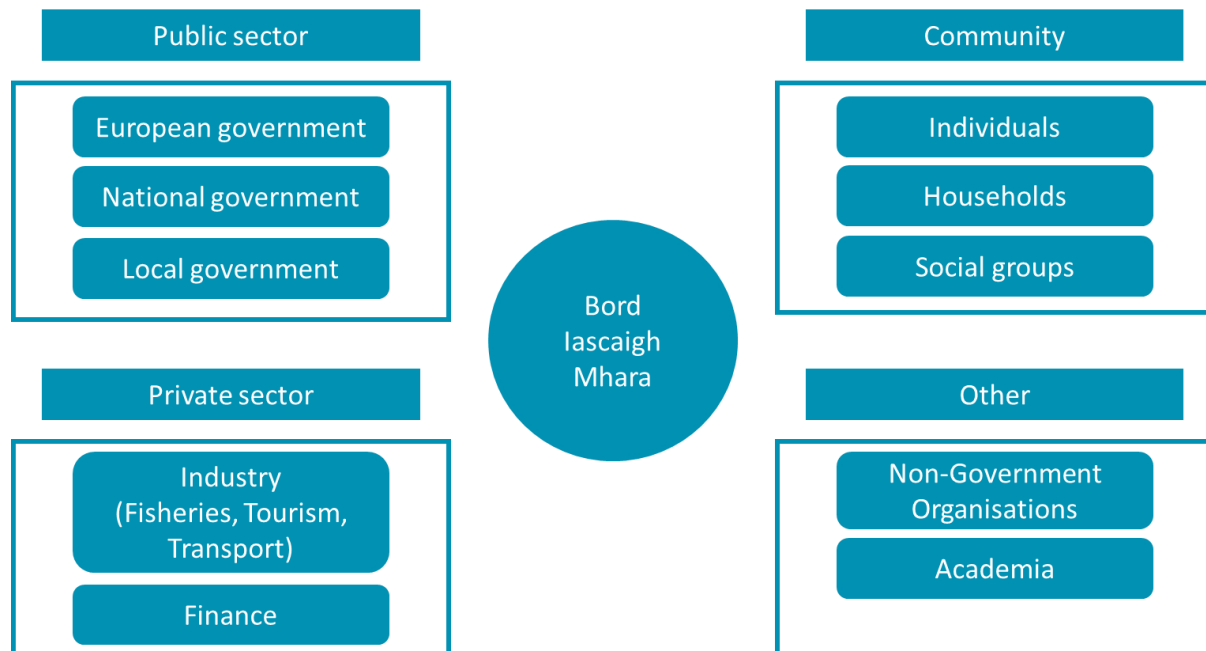 Public sector
European government
National government
Local government
Community
Individuals
Households
Social groups
Bord
Iascaigh
Mhara
Private sector
Industry
(Fisheries, Tourism,
Transport)
Finance
Other
Non-Government
Organisations
Academia